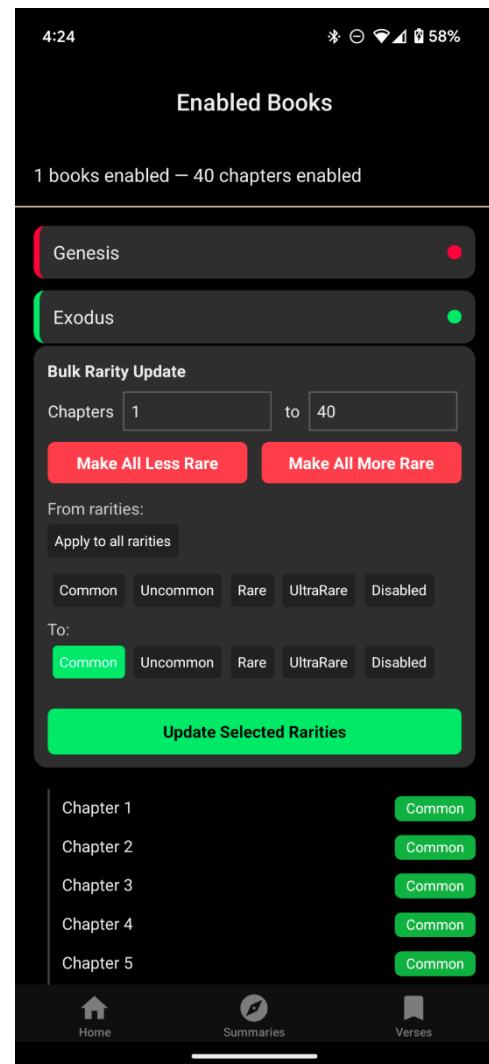 4:24 58%
Enabled Books
1 books enabled — 40 chapters enabled
Genesis
Exodus
Bulk Rarity Update
Chapters 1 to 40
Make All Less Rare Make All More Rare
From rarities:
Apply to all rarities
Common Uncommon Rare UltraRare Disabled
To:
Common Uncommon Rare UltraRare Disabled
Update Selected Rarities
Chapter 1 Common
Chapter 2 Common
Chapter 3 Common
Chapter 4 Common
Chapter 5 Common
Home Summaries Verses